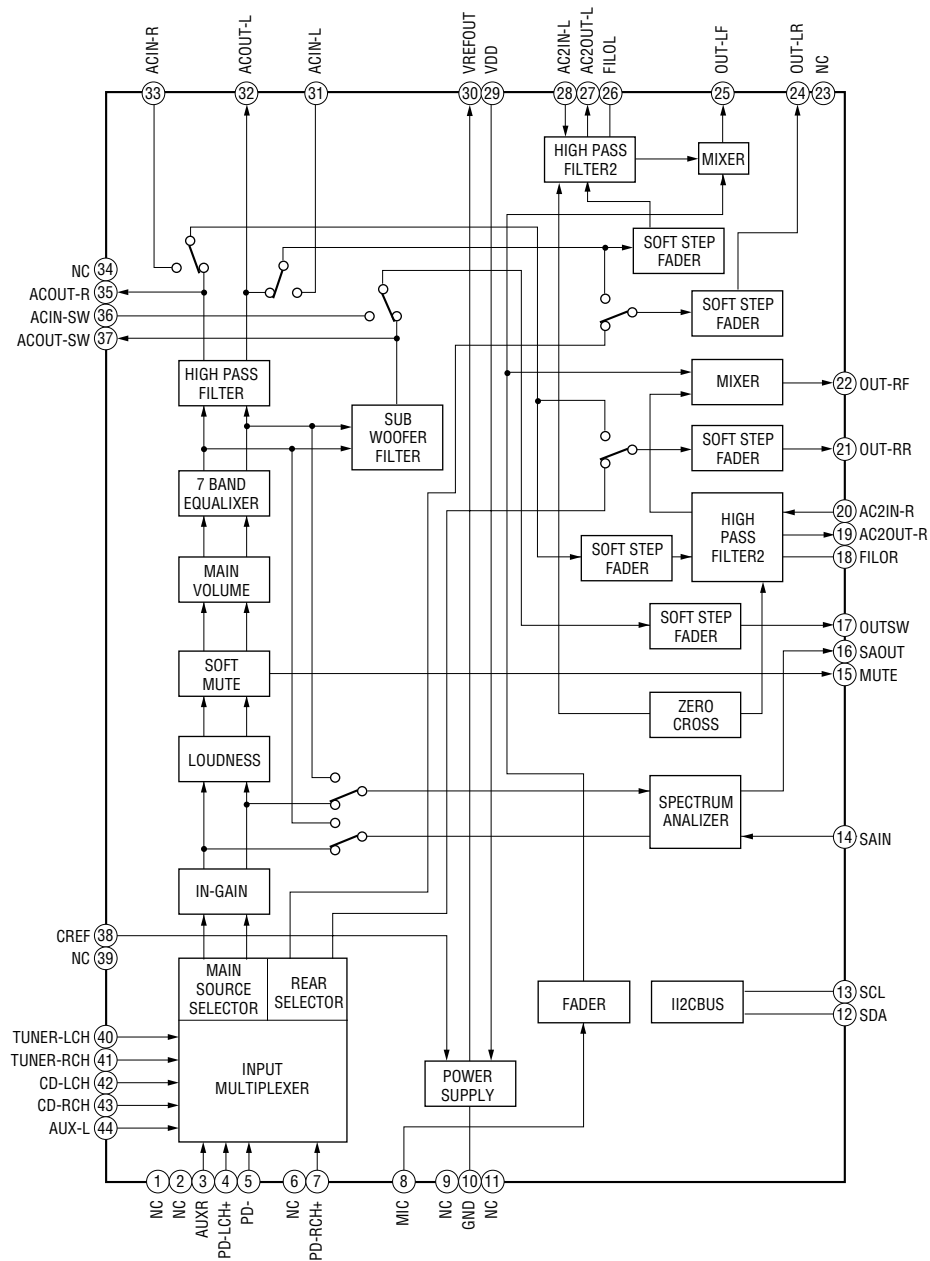 ACIN-R
ACOUT-L
ACIN-L
VREFOUT
VDD
AC2IN-L
AC2OUT-L
FILOL
OUT-LF
OUT-LR
NC
33
32
31
30
29
28
27
26
25
24
23
HIGH PASS
FILTER2
MIXER
SOFT STEP
FADER
NC 34
ACOUT-R 35
ACIN-SW 36
ACOUT-SW 37
SOFT STEP
FADER
HIGH PASS
FILTER
MIXER
22 OUT-RF
SUB
WOOFER
FILTER
SOFT STEP
FADER
21 OUT-RR
7 BAND
EQUALIXER
HIGH
PASS
FILTER2
20 AC2IN-R
19 AC2OUT-R
18 FILOR
SOFT STEP
FADER
MAIN
VOLUME
SOFT STEP
FADER
17 OUTSW
16 SAOUT
15 MUTE
SOFT
MUTE
ZERO
CROSS
LOUDNESS
SPECTRUM
ANALIZER
14 SAIN
IN-GAIN
CREF 38
NC 39
MAIN
SOURCE
SELECTOR
REAR
SELECTOR
FADER
II2CBUS
13 SCL
12 SDA
TUNER-LCH 40
TUNER-RCH 41
CD-LCH 42
CD-RCH 43
AUX-L 44
INPUT
MULTIPLEXER
POWER
SUPPLY
1
2
3
4
5
6
7
8
9
10
11
NC
NC
AUXR
PD-LCH+
PD-
NC
PD-RCH+
MIC
NC
GND
NC